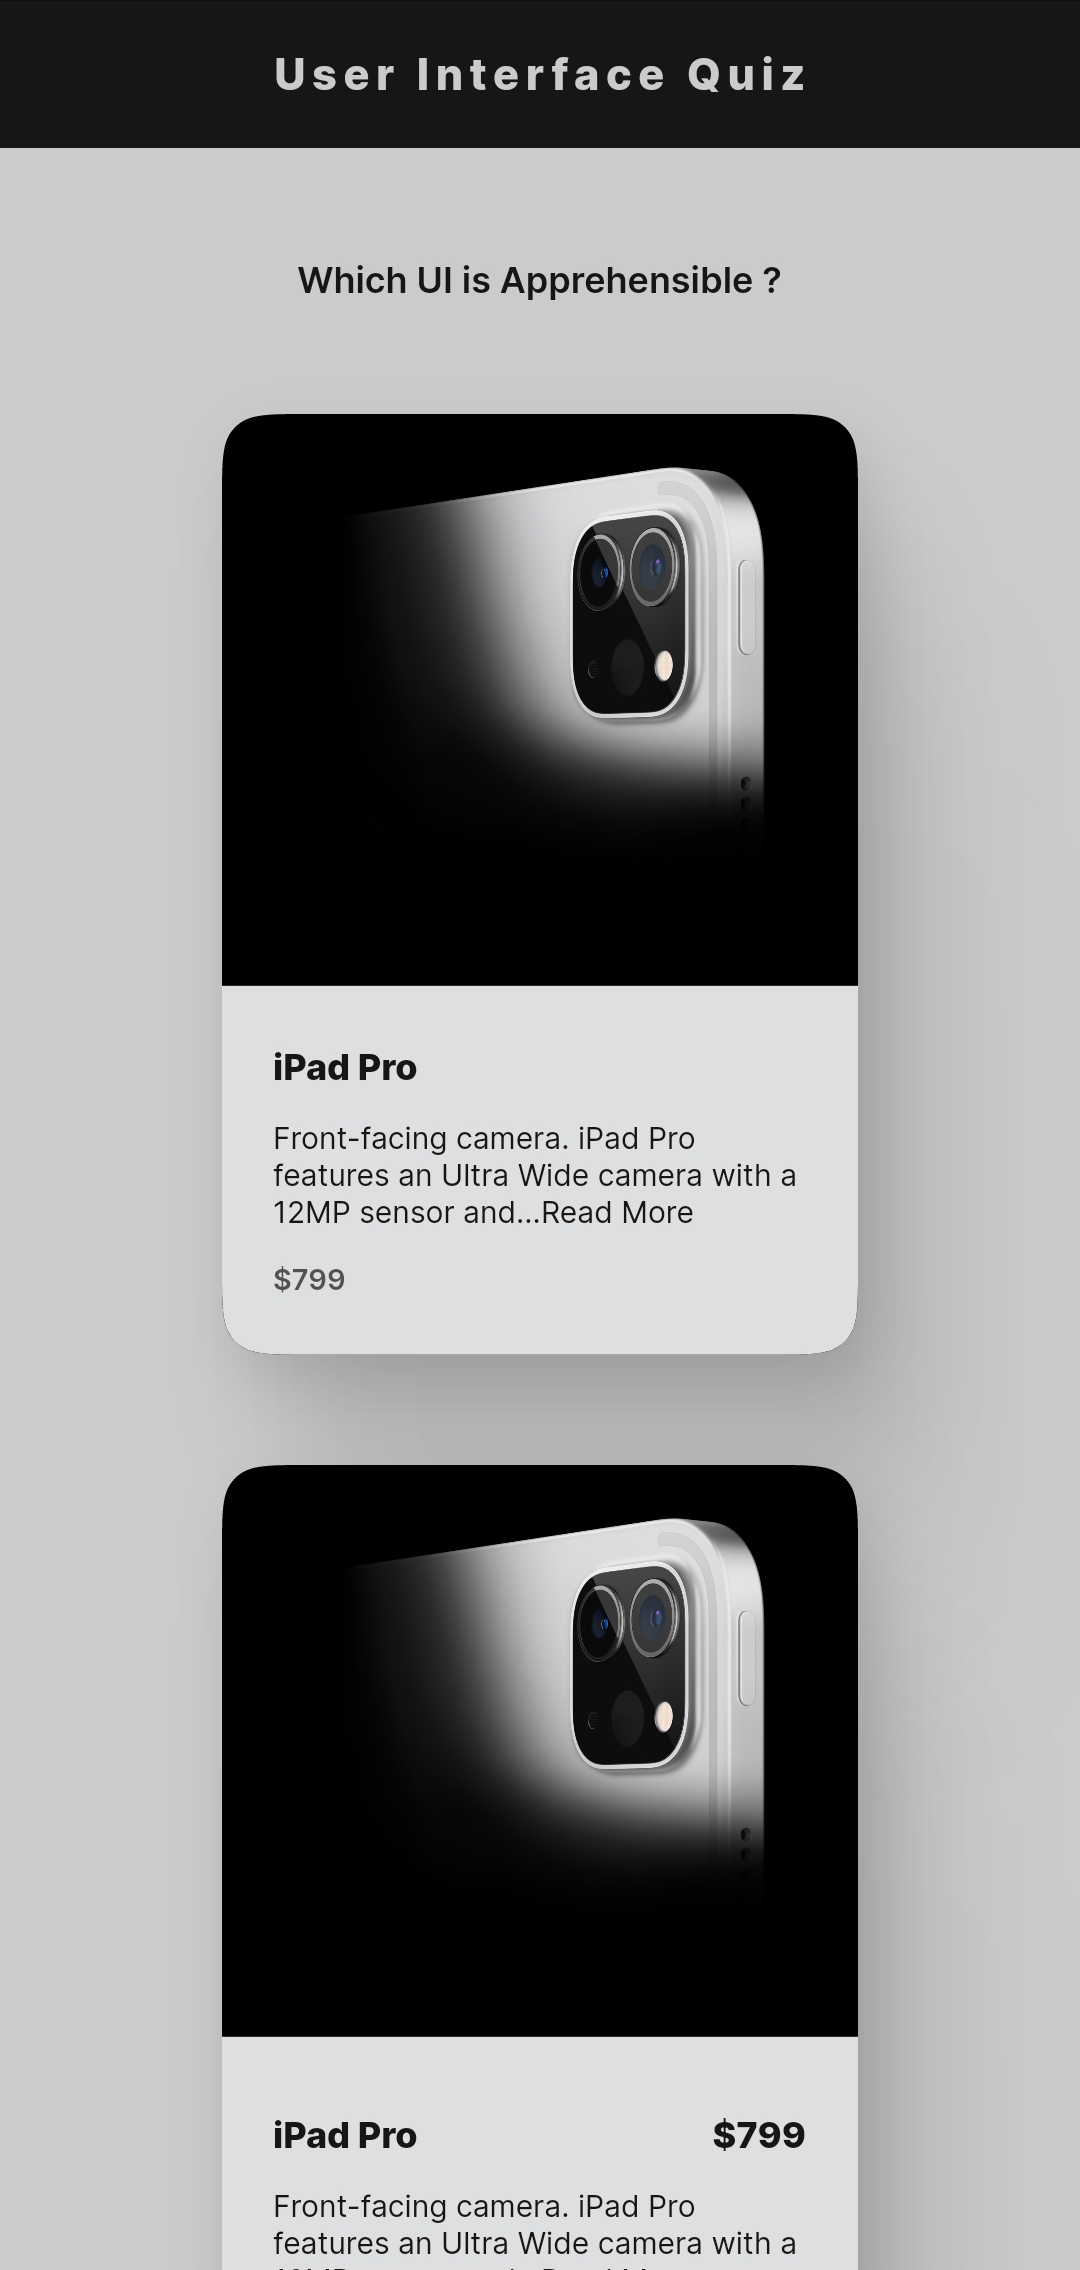 User Interface Quiz
Which UI is Apprehensible ?
iPad Pro
Front-facing camera. iPad Pro
features an Ultra Wide camera with a
12MP sensor and...Read More
$799
iPad Pro $799
Front-facing camera. iPad Pro
features an Ultra Wide camera with a